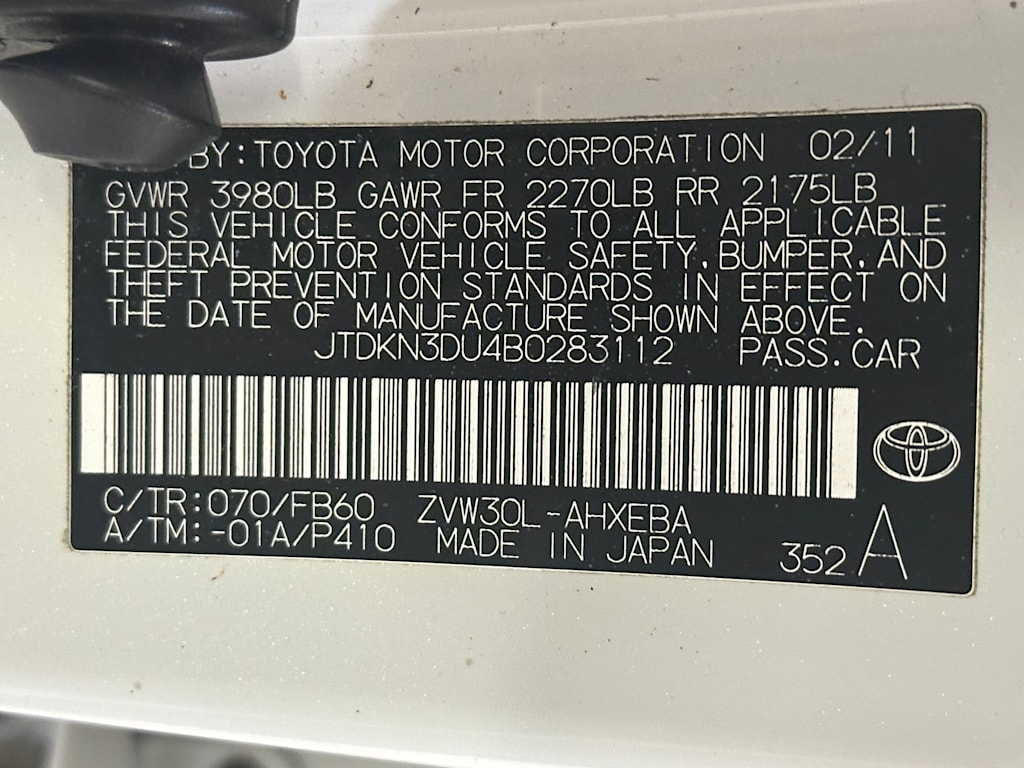 BY: TOYOTA MOTOR CORPORATION 02/11
GVWR 3980LB GAWR FR 2270LB RR 2175LB
THIS VEHICLE CONFORMS TO ALL APPLICABLE
FEDERAL MOTOR VEHICLE SAFETY, BUMPER, AND
THEFT PREVENTION STANDARDS IN EFFECT ON
THE DATE OF MANUFACTURE SHOWN ABOVE.
JTDKN3DU4B0283112 PASS. CAR
C/TR: 070/FB60 ZVW30L-AHXEBA
A/TM: -01A/P410 MADE IN JAPAN 352 A